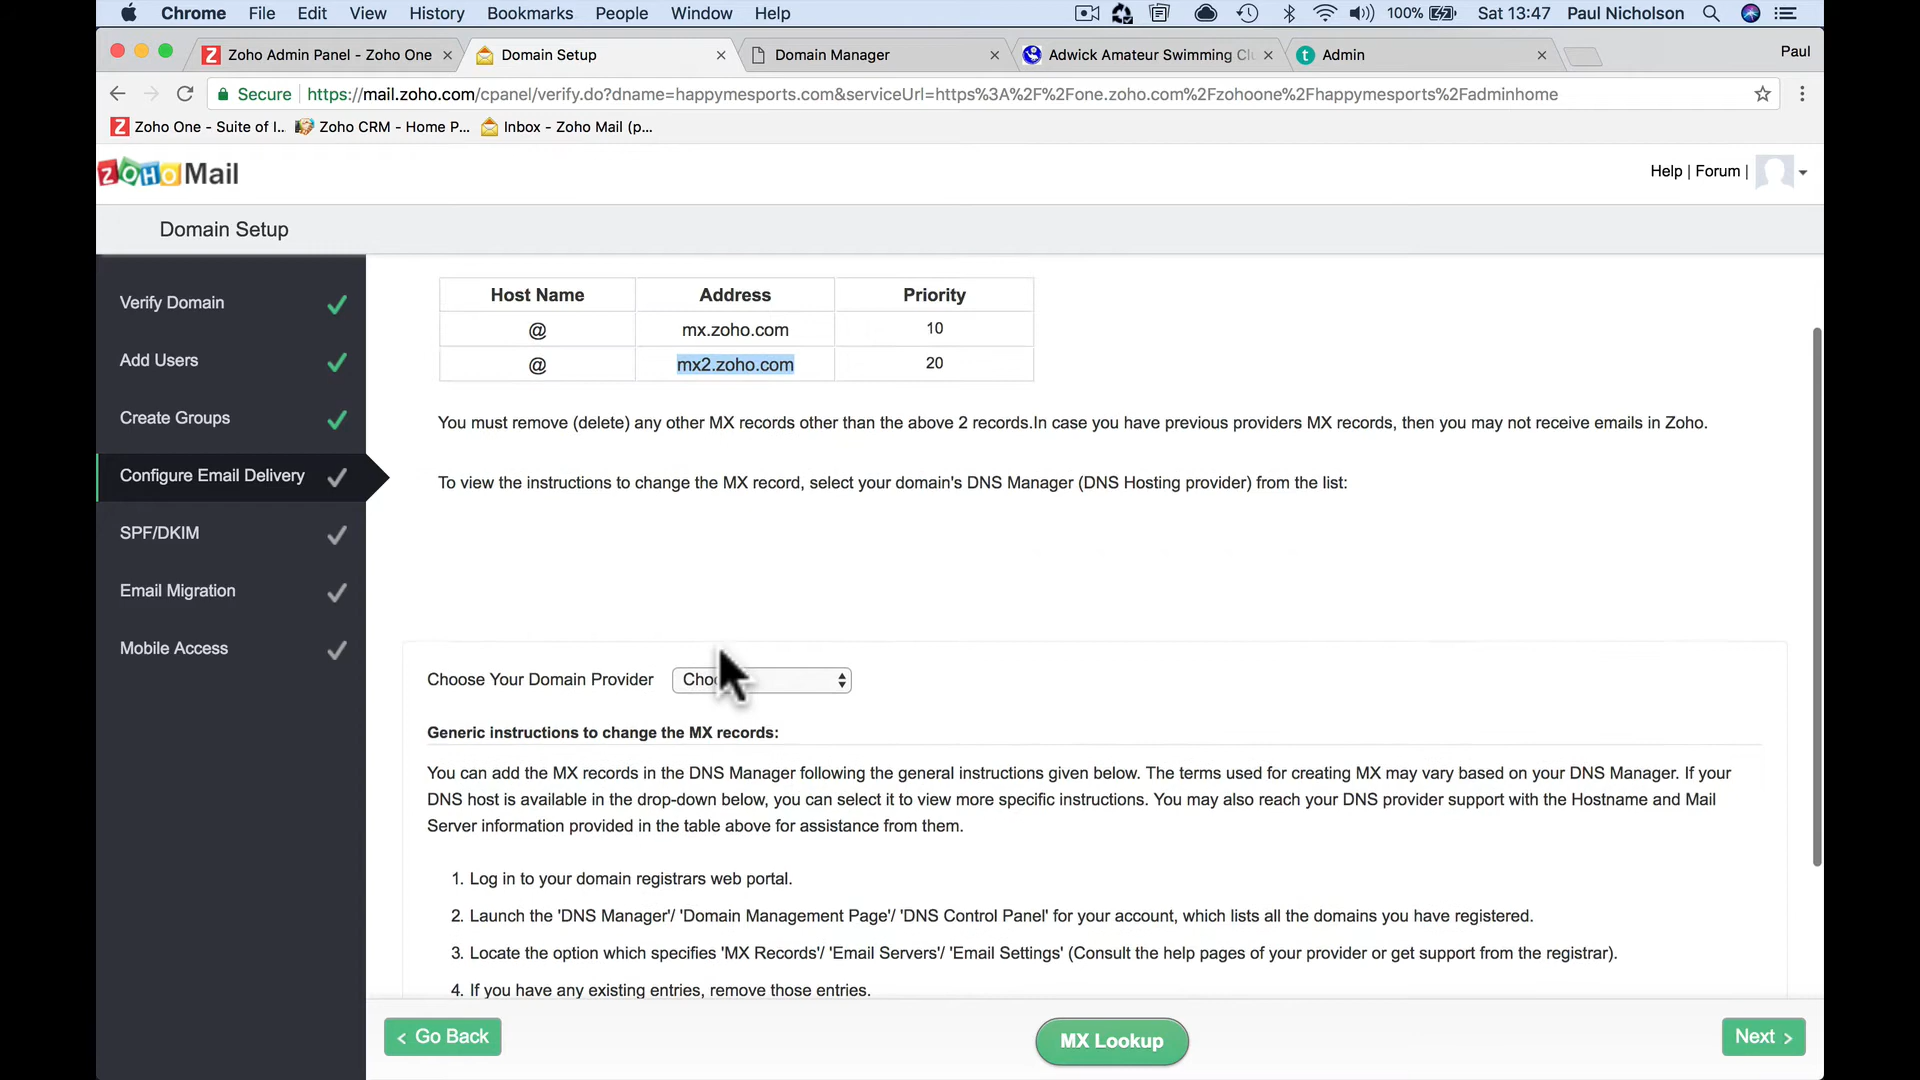 Chrome File Edit View History Bookmarks People Window Help 100% Sat 13:47 Paul Nicholson
Zoho Admin Panel - Zoho One Domain Setup Domain Manager Adwick Amateur Swimming Cl Admin Paul
Secure https://mail.zoho.com/cpanel/verify.do?dname=happymesports.com&serviceUrl=https%3A%2F%2Fone.zoho.com%2Fzohoone%2Fhappymesports%2Fadminhome
Zoho One - Suite of I... Zoho CRM - Home P... Inbox - Zoho Mail (p...
ZOHO Mail Help | Forum |
Domain Setup
Verify Domain
Add Users
Create Groups
Configure Email Delivery
SPF/DKIM
Email Migration
Mobile Access
Host Name Address Priority
@ mx.zoho.com 10
@ mx2.zoho.com 20
You must remove (delete) any other MX records other than the above 2 records.In case you have previous providers MX records, then you may not receive emails in Zoho.
To view the instructions to change the MX record, select your domain's DNS Manager (DNS Hosting provider) from the list:
Choose Your Domain Provider
Generic instructions to change the MX records:
You can add the MX records in the DNS Manager following the general instructions given below. The terms used for creating MX may vary based on your DNS Manager. If your
DNS host is available in the drop-down below, you can select it to view more specific instructions. You may also reach your DNS provider support with the Hostname and Mail
Server information provided in the table above for assistance from them.
1. Log in to your domain registrars web portal.
2. Launch the 'DNS Manager'/ 'Domain Management Page'/ 'DNS Control Panel' for your account, which lists all the domains you have registered.
3. Locate the option which specifies 'MX Records'/ 'Email Servers'/ 'Email Settings' (Consult the help pages of your provider or get support from the registrar).
4. If you have any existing entries, remove those entries.
< Go Back MX Lookup Next >